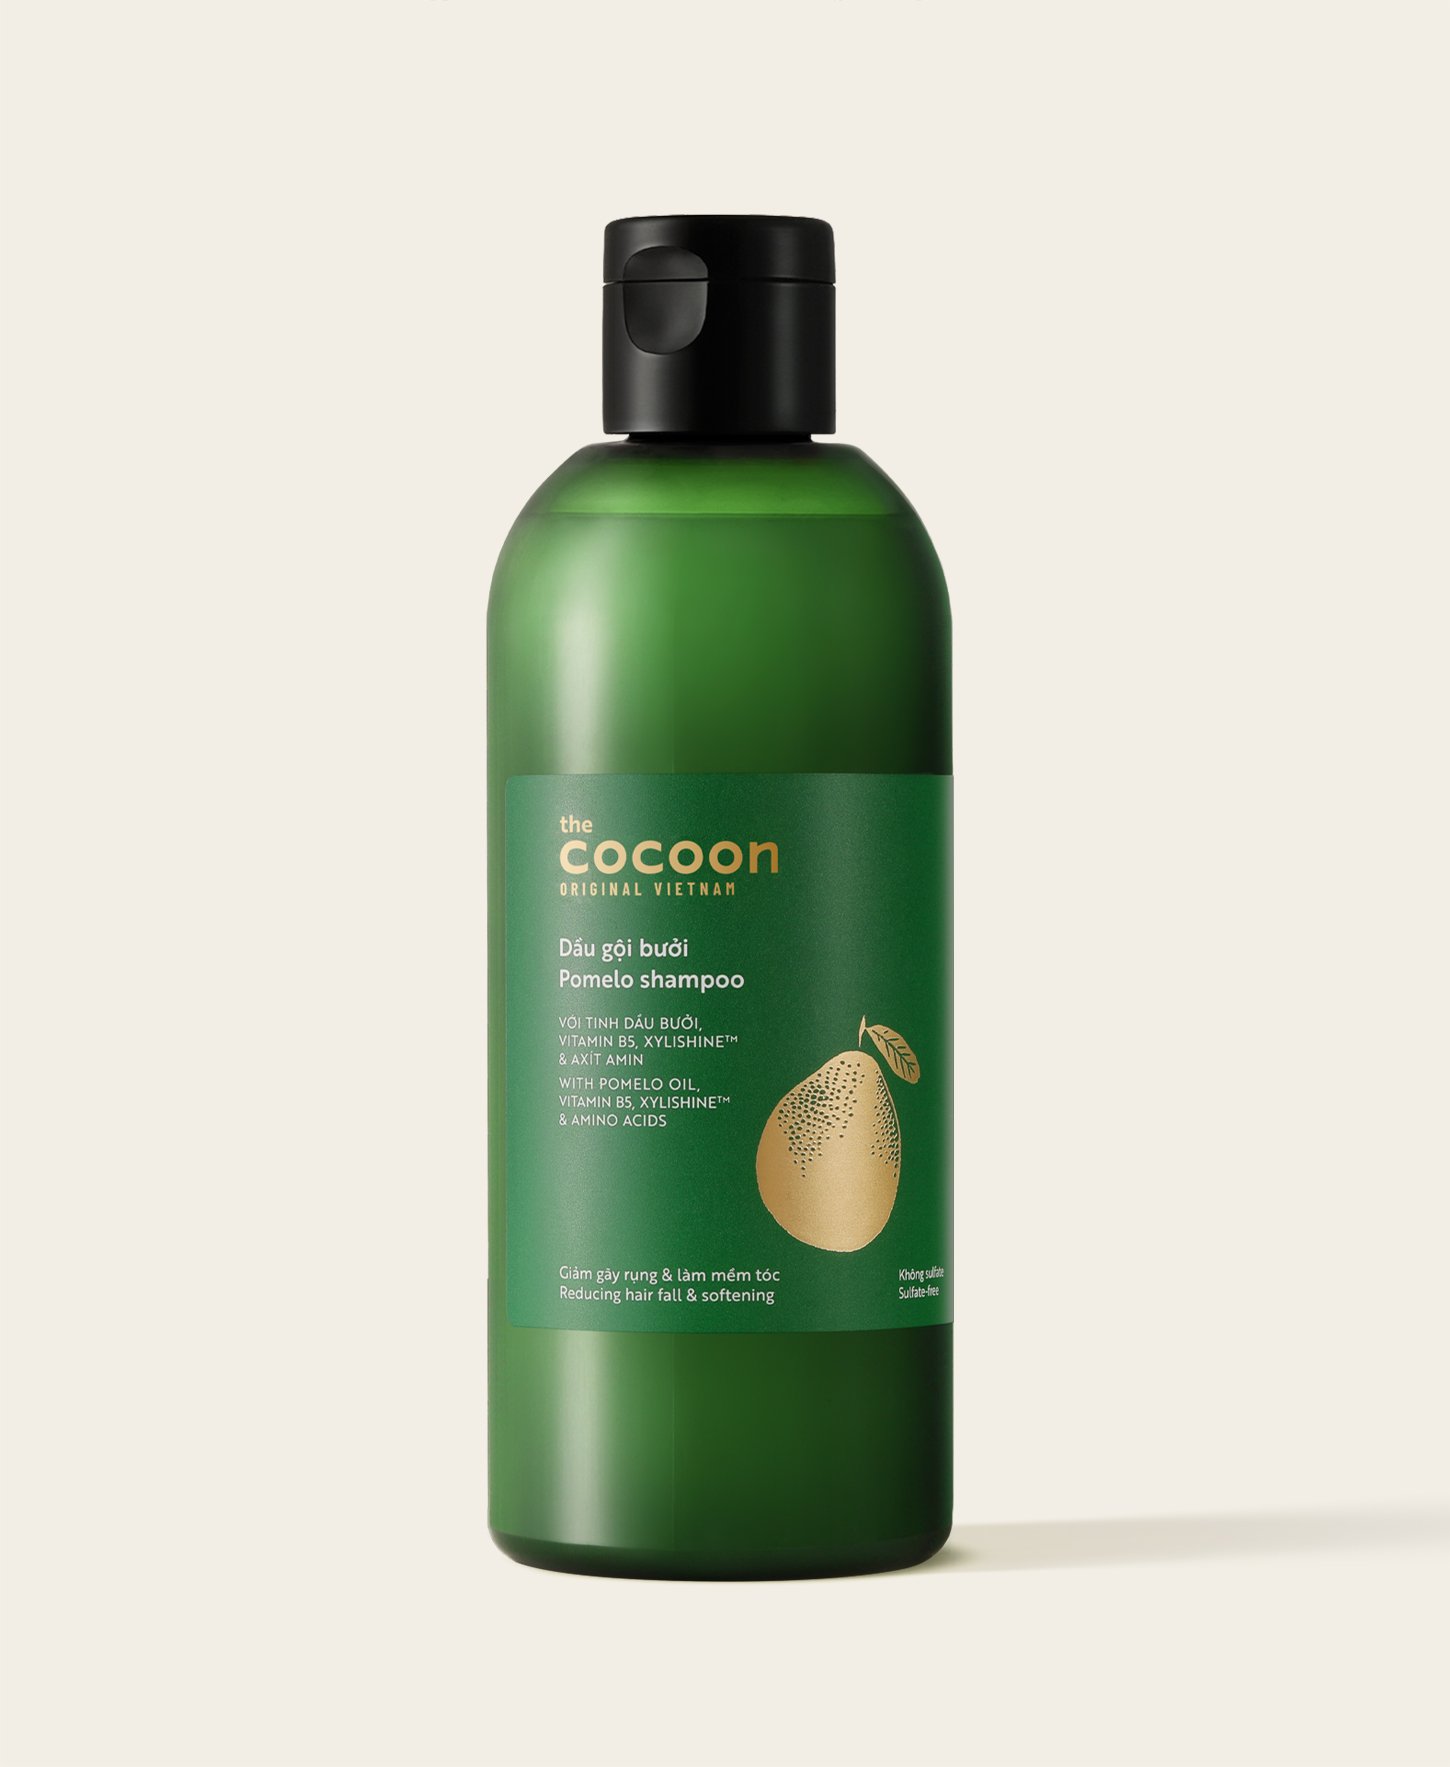 the
cocoon
ORIGINAL VIETNAM
Dầu gội bưởi
Pomelo shampoo
VỚI TINH DẦU BƯỞI,
VITAMIN B5, XYLISHINE™
& AXÍT AMIN
WITH POMELO OIL,
VITAMIN B5, XYLISHINE™
& AMINO ACIDS
Giảm gãy rụng & làm mềm tóc
Reducing hair fall & softening
Không sulfate
Sulfate-free